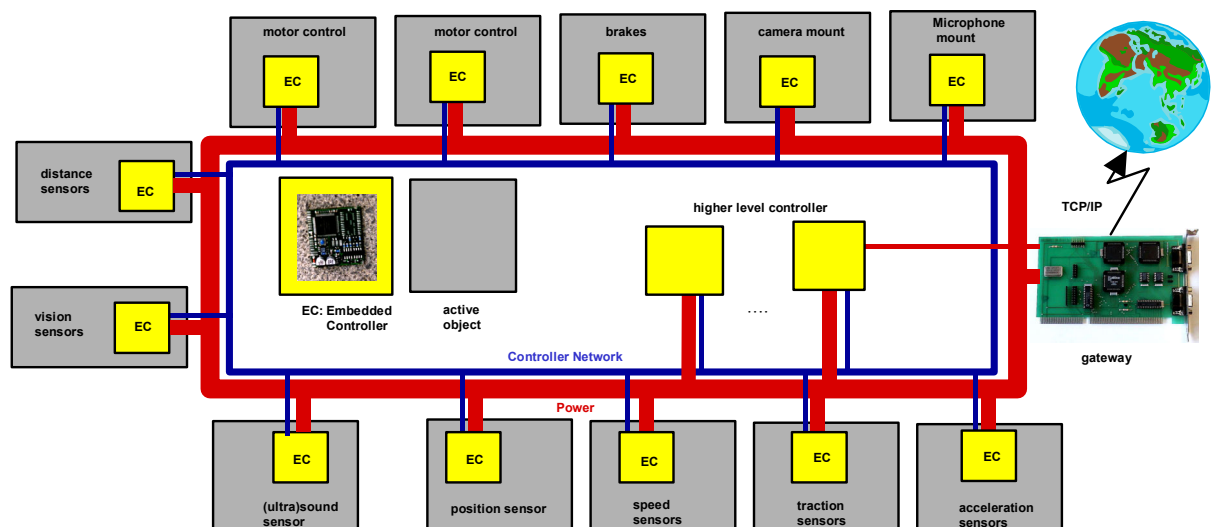 motor control
motor control
brakes
camera mount
Microphone
mount
EC
EC
EC
EC
EC
distance
sensors
EC
TCP/IP
higher level controller
EC: Embedded
Controller
active
object
....
vision
sensors
EC
gateway
Controller Network
Power
EC
EC
EC
EC
EC
(ultra)sound
sensor
position sensor
speed
sensors
traction
sensors
acceleration
sensors